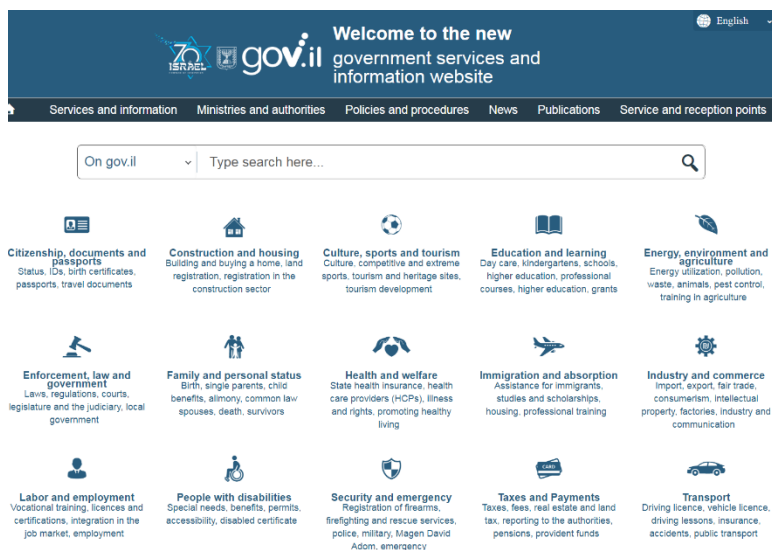 English
Welcome to the new
70
ISRAEL
gov.il
government services and
information website
Services and information Ministries and authorities Policies and procedures News Publications Service and reception points
On gov.il Type search here...
Citizenship, documents and
passports
Status, IDs, birth certificates,
passports, travel documents
Construction and housing
Building and buying a home, land
registration, registration in the
construction sector
Culture, sports and tourism
Culture, competitive and extreme
sports, tourism and heritage sites,
tourism development
Education and learning
Day care, kindergartens, schools,
higher education, professional
courses, higher education, grants
Energy, environment and
agriculture
Energy utilization, pollution,
waste, animals, pest control,
training in agriculture
Enforcement, law and
government
Laws, regulations, courts,
legislature and the judiciary, local
government
Family and personal status
Birth, single parents, child
benefits, alimony, common law
spouses, death, survivors
Health and welfare
State health insurance, health
care providers (HCPs), illness
and rights, promoting healthy
living
Immigration and absorption
Assistance for immigrants,
studies and scholarships,
housing, professional training
Industry and commerce
Import, export, fair trade,
consumerism, intellectual
property, factories, industry and
communication
Labor and employment
Vocational training, licences and
certifications, integration in the
job market, employment
People with disabilities
Special needs, benefits, permits,
accessibility, disabled certificate
Security and emergency
Registration of firearms,
firefighting and rescue services,
police, military, Magen David
Adom, emergency
CARD
Taxes and Payments
Taxes, fees, real estate and land
tax, reporting to the authorities,
pensions, provident funds
Transport
Driving licence, vehicle licence,
driving lessons, insurance,
accidents, public transport